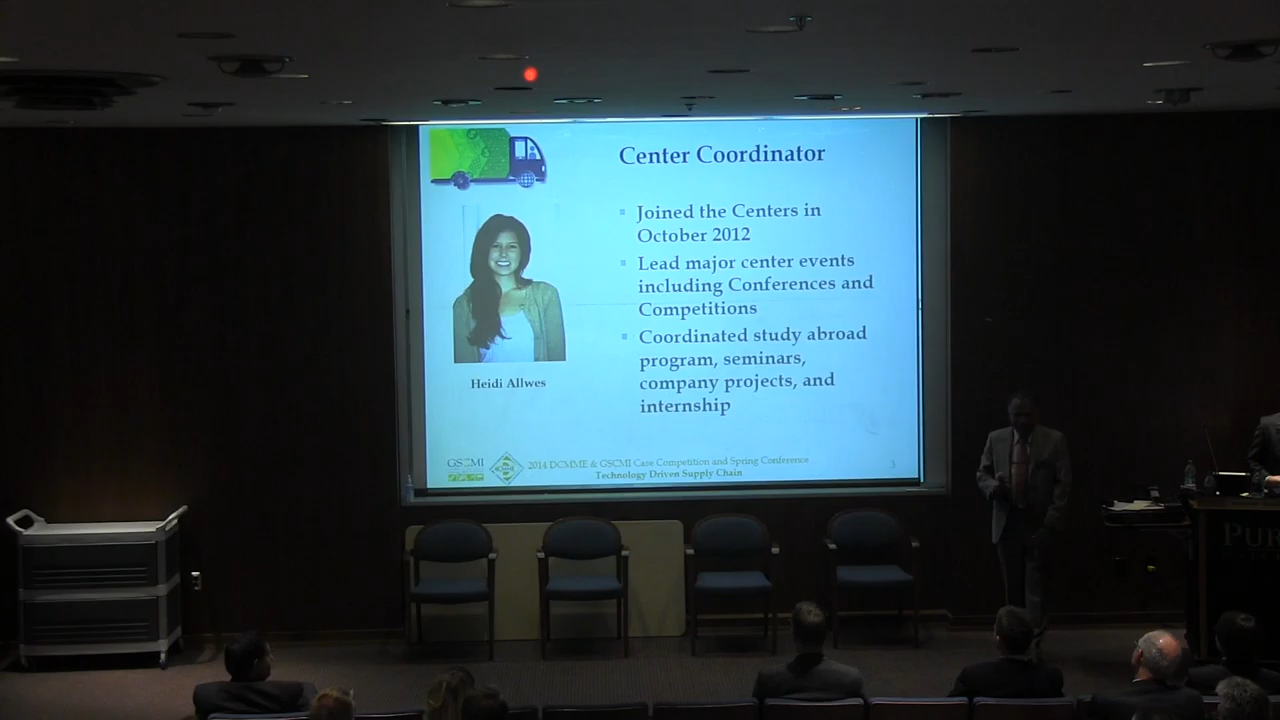 Center Coordinator
Joined the Centers in
October 2012
Lead major center events
including Conferences and
Competitions
Coordinated study abroad
program, seminars,
company projects, and
internship
Heidi Allwes
GSCMI
DCMME
2014 DCMME & GSCMI Case Competition and Spring Conference
Technology Driven Supply Chain
3
PUR